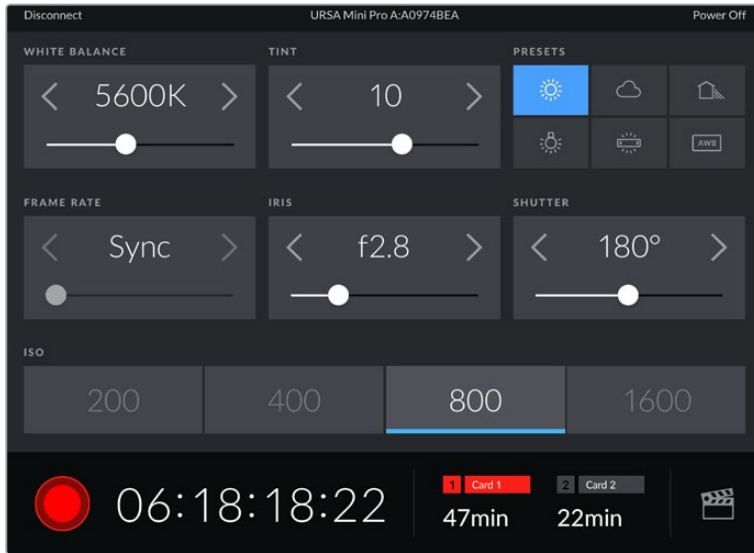 Disconnect URSA Mini Pro A:A0974BEA Power Off
WHITE BALANCE TINT PRESETS
5600K 10
AWB
FRAME RATE IRIS SHUTTER
Sync f2.8 180°
ISO
200 400 800 1600
1 Card 1 2 Card 2
06:18:18:22 47min 22min